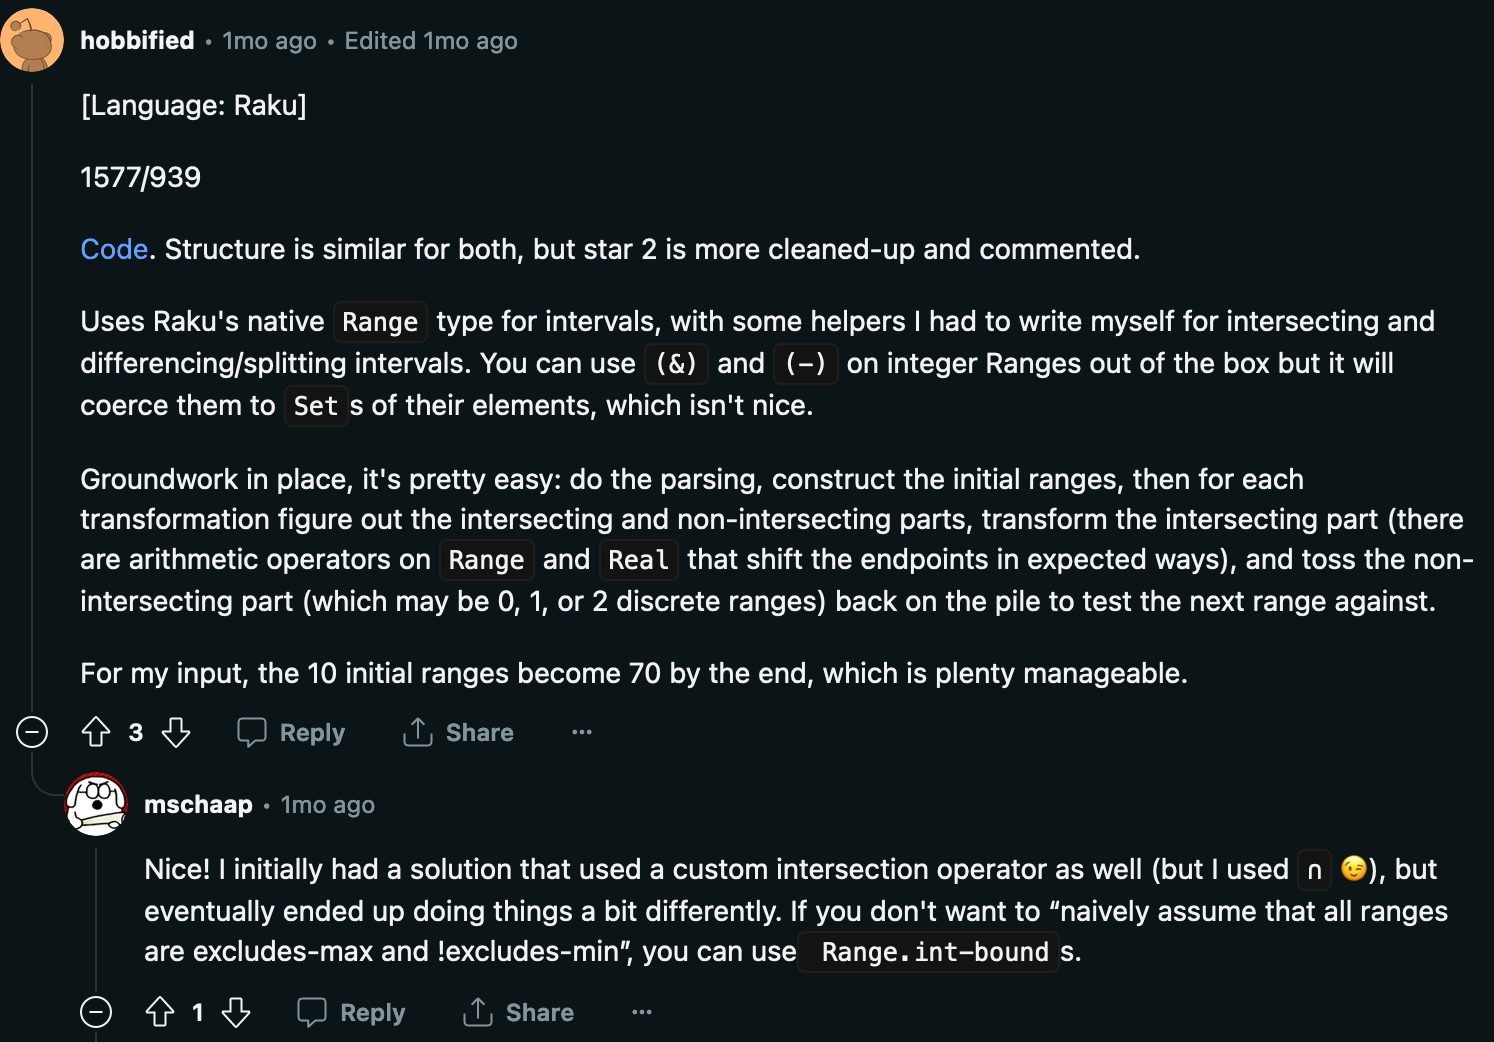 hobbified • 1mo ago • Edited 1mo ago
[Language: Raku]
1577/939
Code. Structure is similar for both, but star 2 is more cleaned-up and commented.
Uses Raku's native Range type for intervals, with some helpers I had to write myself for intersecting and
differencing/splitting intervals. You can use (&) and (-) on integer Ranges out of the box but it will
coerce them to Set s of their elements, which isn't nice.
Groundwork in place, it's pretty easy: do the parsing, construct the initial ranges, then for each
transformation figure out the intersecting and non-intersecting parts, transform the intersecting part (there
are arithmetic operators on Range and Real that shift the endpoints in expected ways), and toss the non-
intersecting part (which may be 0, 1, or 2 discrete ranges) back on the pile to test the next range against.
For my input, the 10 initial ranges become 70 by the end, which is plenty manageable.
3 Reply Share ...
mschaap • 1mo ago
Nice! I initially had a solution that used a custom intersection operator as well (but I used ∩ 😉), but
eventually ended up doing things a bit differently. If you don't want to “naively assume that all ranges
are excludes-max and !excludes-min”, you can use Range.int-bound s.
1 Reply Share ...